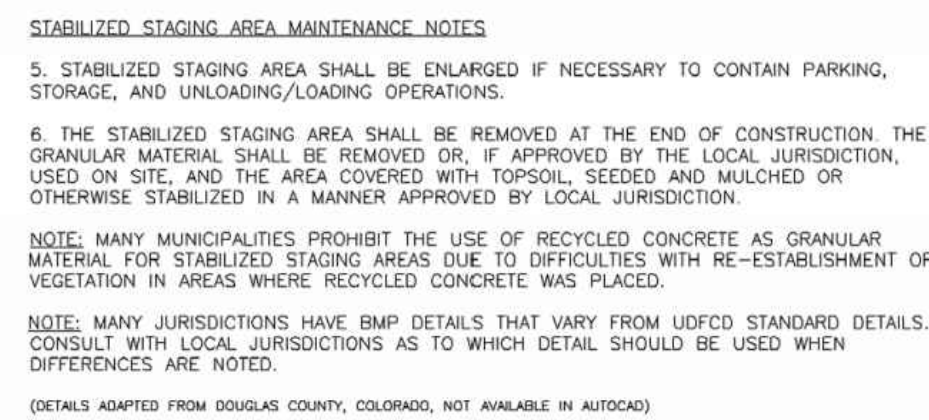 STABILIZED STAGING AREA MAINTENANCE NOTES
5. STABILIZED STAGING AREA SHALL BE ENLARGED IF NECESSARY TO CONTAIN PARKING,
STORAGE, AND UNLOADING/LOADING OPERATIONS.
6. THE STABILIZED STAGING AREA SHALL BE REMOVED AT THE END OF CONSTRUCTION. THE
GRANULAR MATERIAL SHALL BE REMOVED OR, IF APPROVED BY THE LOCAL JURISDICTION,
USED ON SITE, AND THE AREA COVERED WITH TOPSOIL, SEEDED AND MULCHED OR
OTHERWISE STABILIZED IN A MANNER APPROVED BY LOCAL JURISDICTION.
NOTE: MANY MUNICIPALITIES PROHIBIT THE USE OF RECYCLED CONCRETE AS GRANULAR
MATERIAL FOR STABILIZED STAGING AREAS DUE TO DIFFICULTIES WITH RE-ESTABLISHMENT OF
VEGETATION IN AREAS WHERE RECYCLED CONCRETE WAS PLACED.
NOTE: MANY JURISDICTIONS HAVE BMP DETAILS THAT VARY FROM UDFCD STANDARD DETAILS.
CONSULT WITH LOCAL JURISDICTIONS AS TO WHICH DETAIL SHOULD BE USED WHEN
DIFFERENCES ARE NOTED.
(DETAILS ADAPTED FROM DOUGLAS COUNTY, COLORADO, NOT AVAILABLE IN AUTOCAD)